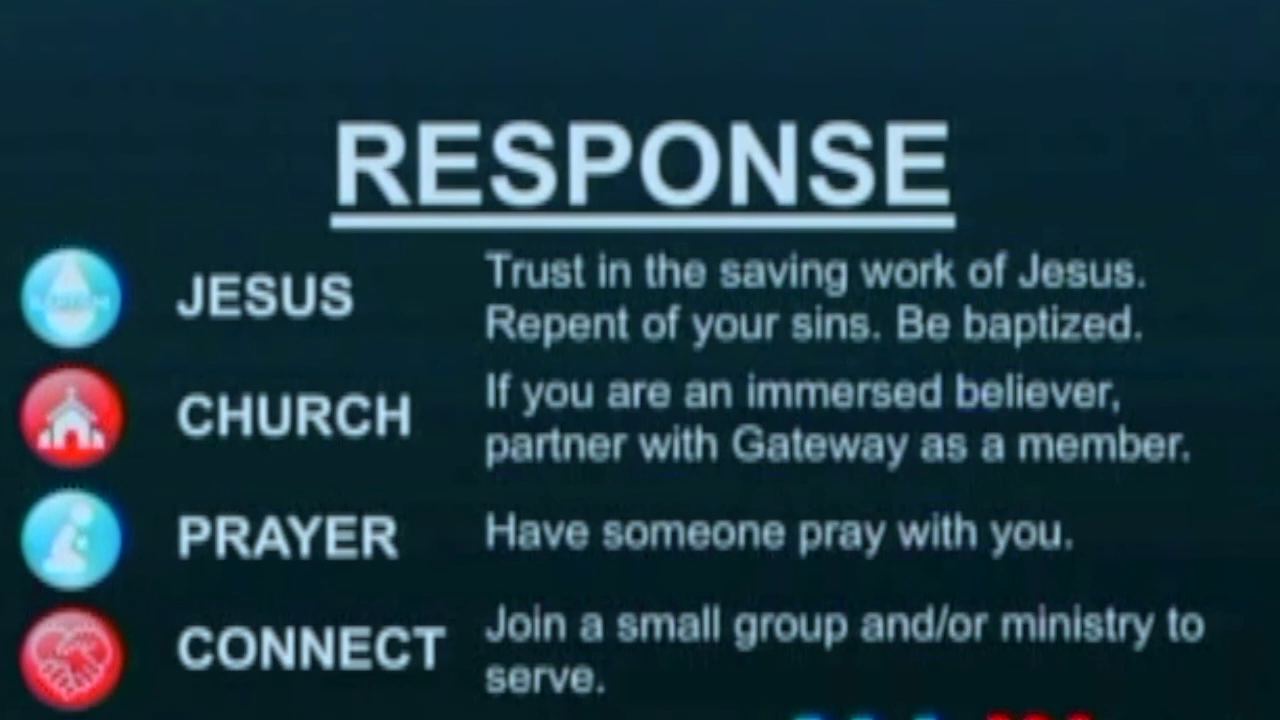 RESPONSE
JESUS
Trust in the saving work of Jesus.
Repent of your sins. Be baptized.
CHURCH
If you are an immersed believer,
partner with Gateway as a member.
PRAYER
Have someone pray with you.
CONNECT
Join a small group and/or ministry to
serve.